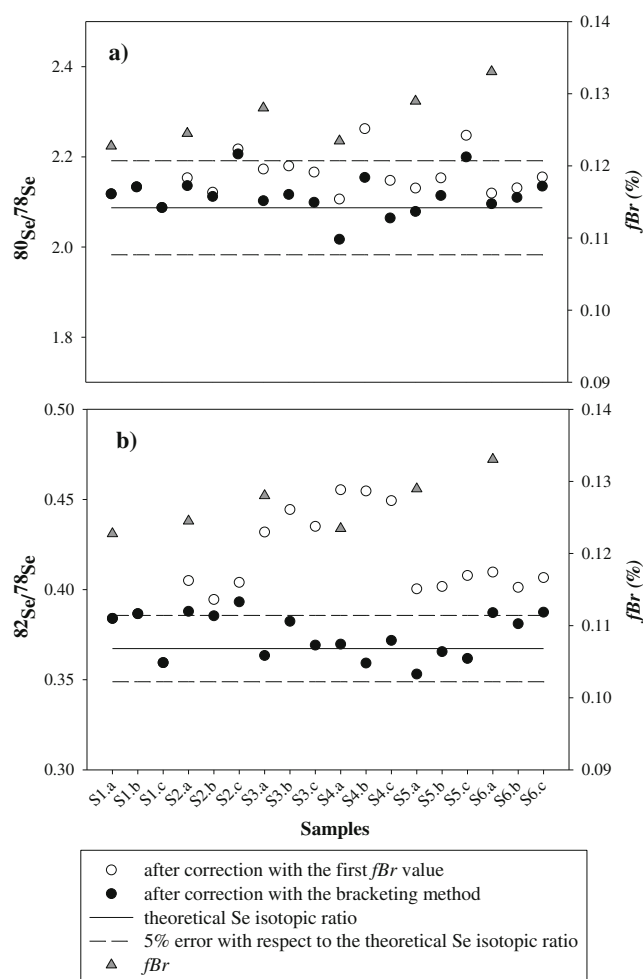 a)
2.4
2.2
2.0
1.8
80Se/78Se
0.14
0.13
0.12
0.11
0.10
0.09
fBr (%)
b)
0.50
0.45
0.40
0.35
0.30
82Se/78Se
0.14
0.13
0.12
0.11
0.10
0.09
fBr (%)
S1.a S1.b S1.c S2.a S2.b S2.c S3.a S3.b S3.c S4.a S4.b S4.c S5.a S5.b S5.c S6.a S6.b S6.c
Samples
after correction with the first fBr value
after correction with the bracketing method
theoretical Se isotopic ratio
5% error with respect to the theoretical Se isotopic ratio
fBr